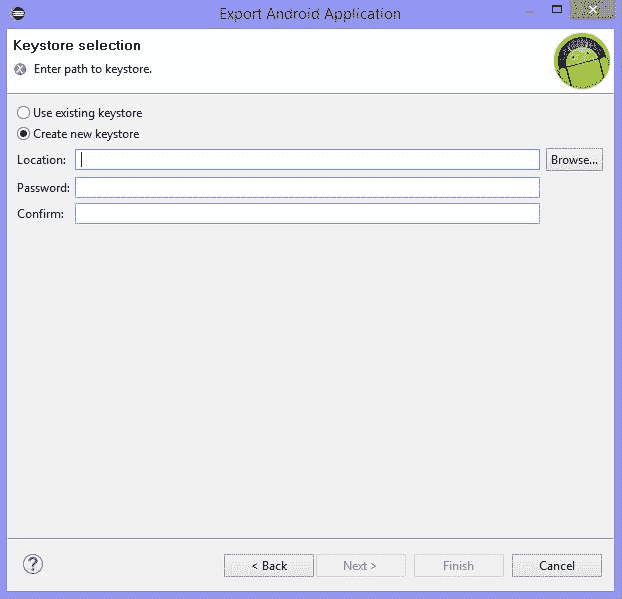 Export Android Application
Keystore selection
Enter path to keystore.
Use existing keystore
Create new keystore
Location:
Browse...
Password:
Confirm:
?
< Back
Next >
Finish
Cancel